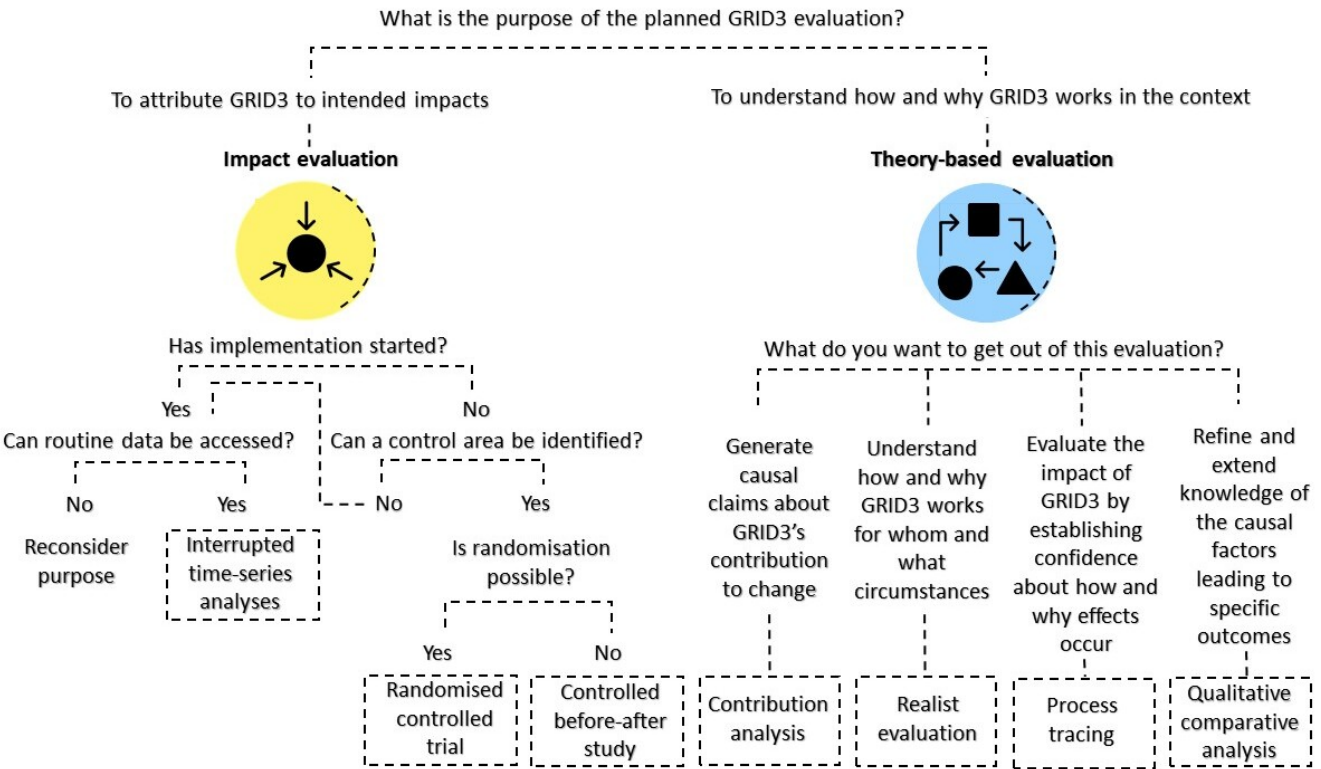 What is the purpose of the planned GRID3 evaluation?
To attribute GRID3 to intended impacts
To understand how and why GRID3 works in the context
Impact evaluation
Theory-based evaluation
Has implementation started?
What do you want to get out of this evaluation?
Yes
No
Can routine data be accessed?
Can a control area be identified?
No
Yes
No
Yes
Reconsider
purpose
Interrupted
time-series
analyses
Is randomisation
possible?
Yes
No
Randomised
controlled
trial
Controlled
before-after
study
Generate
causal
claims about
GRID3's
contribution
to change
Understand
how and why
GRID3 works
for whom and
what
circumstances
Evaluate the
impact of
GRID3 by
establishing
confidence
about how and
why effects
occur
Refine and
extend
knowledge of
the causal
factors
leading to
specific
outcomes
Contribution
analysis
Realist
evaluation
Process
tracing
Qualitative
comparative
analysis